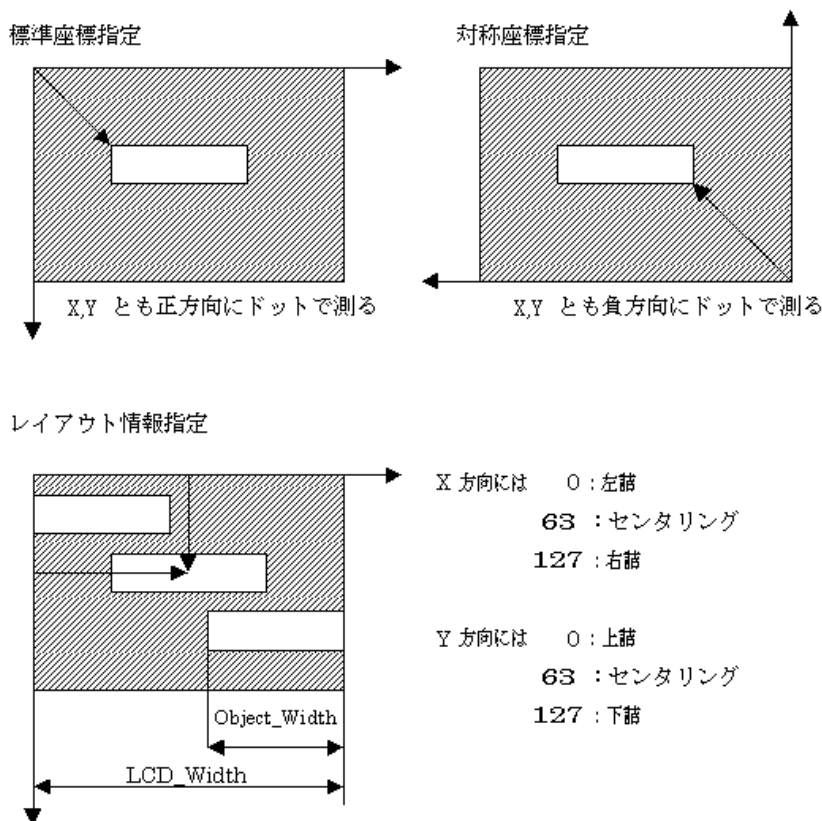 標準座標指定
対称座標指定
X,Y とも正方向にドットで測る
X,Y とも負方向にドットで測る
レイアウト情報指定
X 方向には 0 : 左詰
63 : センタリング
127 : 右詰
Y 方向には 0 : 上詰
63 : センタリング
127 : 下詰
Object_Width
LCD_Width